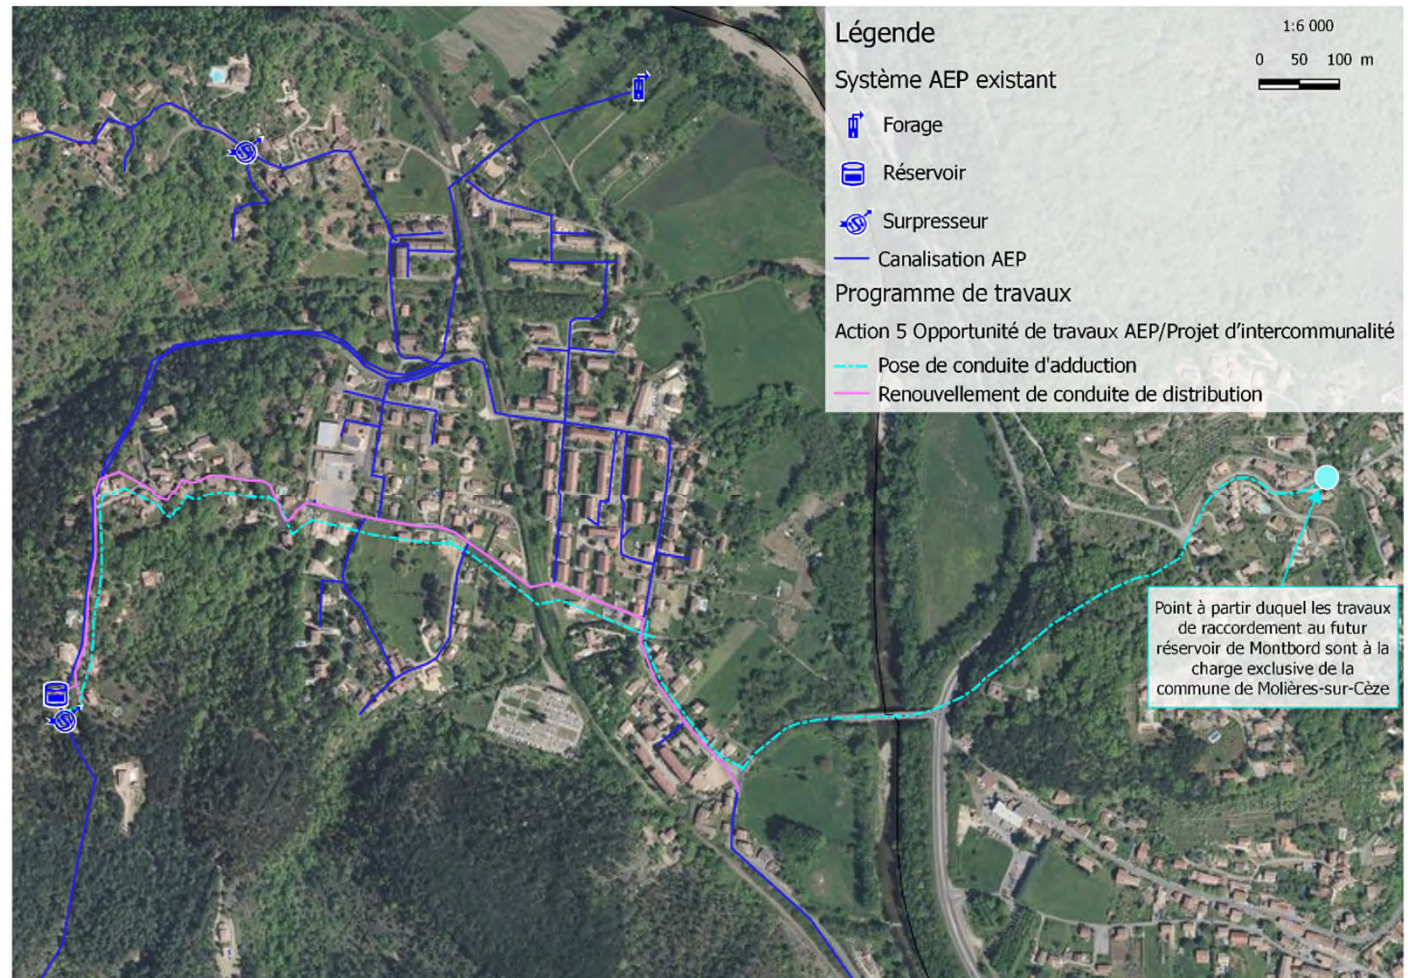 Légende
1:6 000
0 50 100 m
Système AEP existant
Forage
Réservoir
Surpresseur
Canalisation AEP
Programme de travaux
Action 5 Opportunité de travaux AEP/Projet d'intercommunalité
Pose de conduite d'adduction
Renouvellement de conduite de distribution
Point à partir duquel les travaux
de raccordement au futur
réservoir de Montbord sont à la
charge exclusive de la
commune de Molières-sur-Cèze